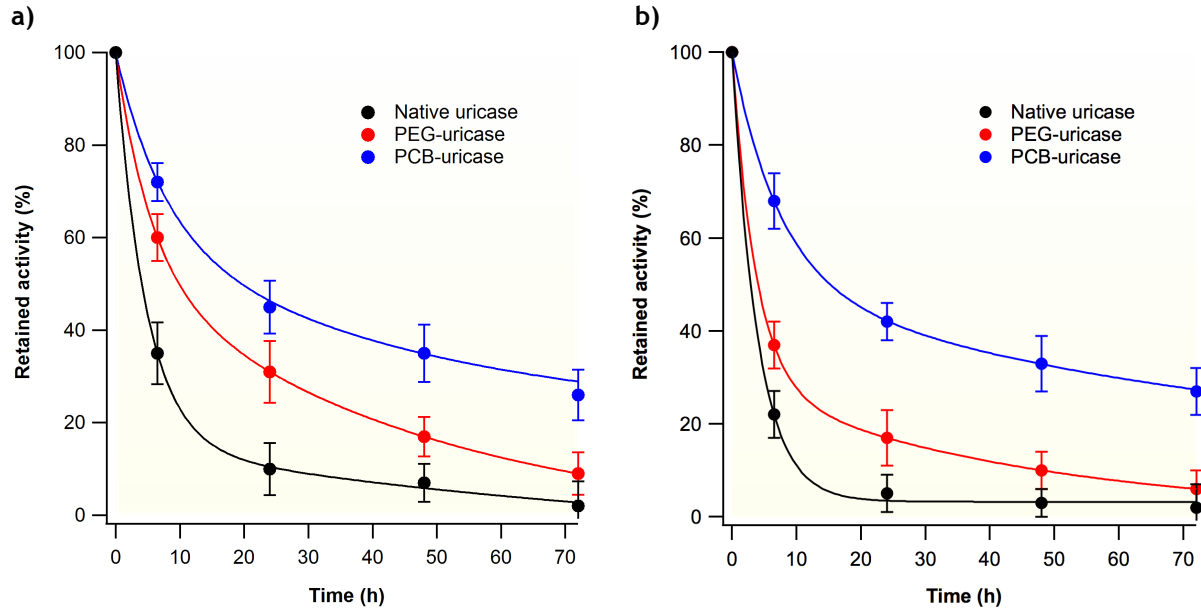 a)
100
80
60
40
20
0
Retained activity (%)
Native uricase
PEG-uricase
PCB-uricase
0 10 20 30 40 50 60 70
Time (h)
b)
100
80
60
40
20
0
Retained activity (%)
Native uricase
PEG-uricase
PCB-uricase
0 10 20 30 40 50 60 70
Time (h)